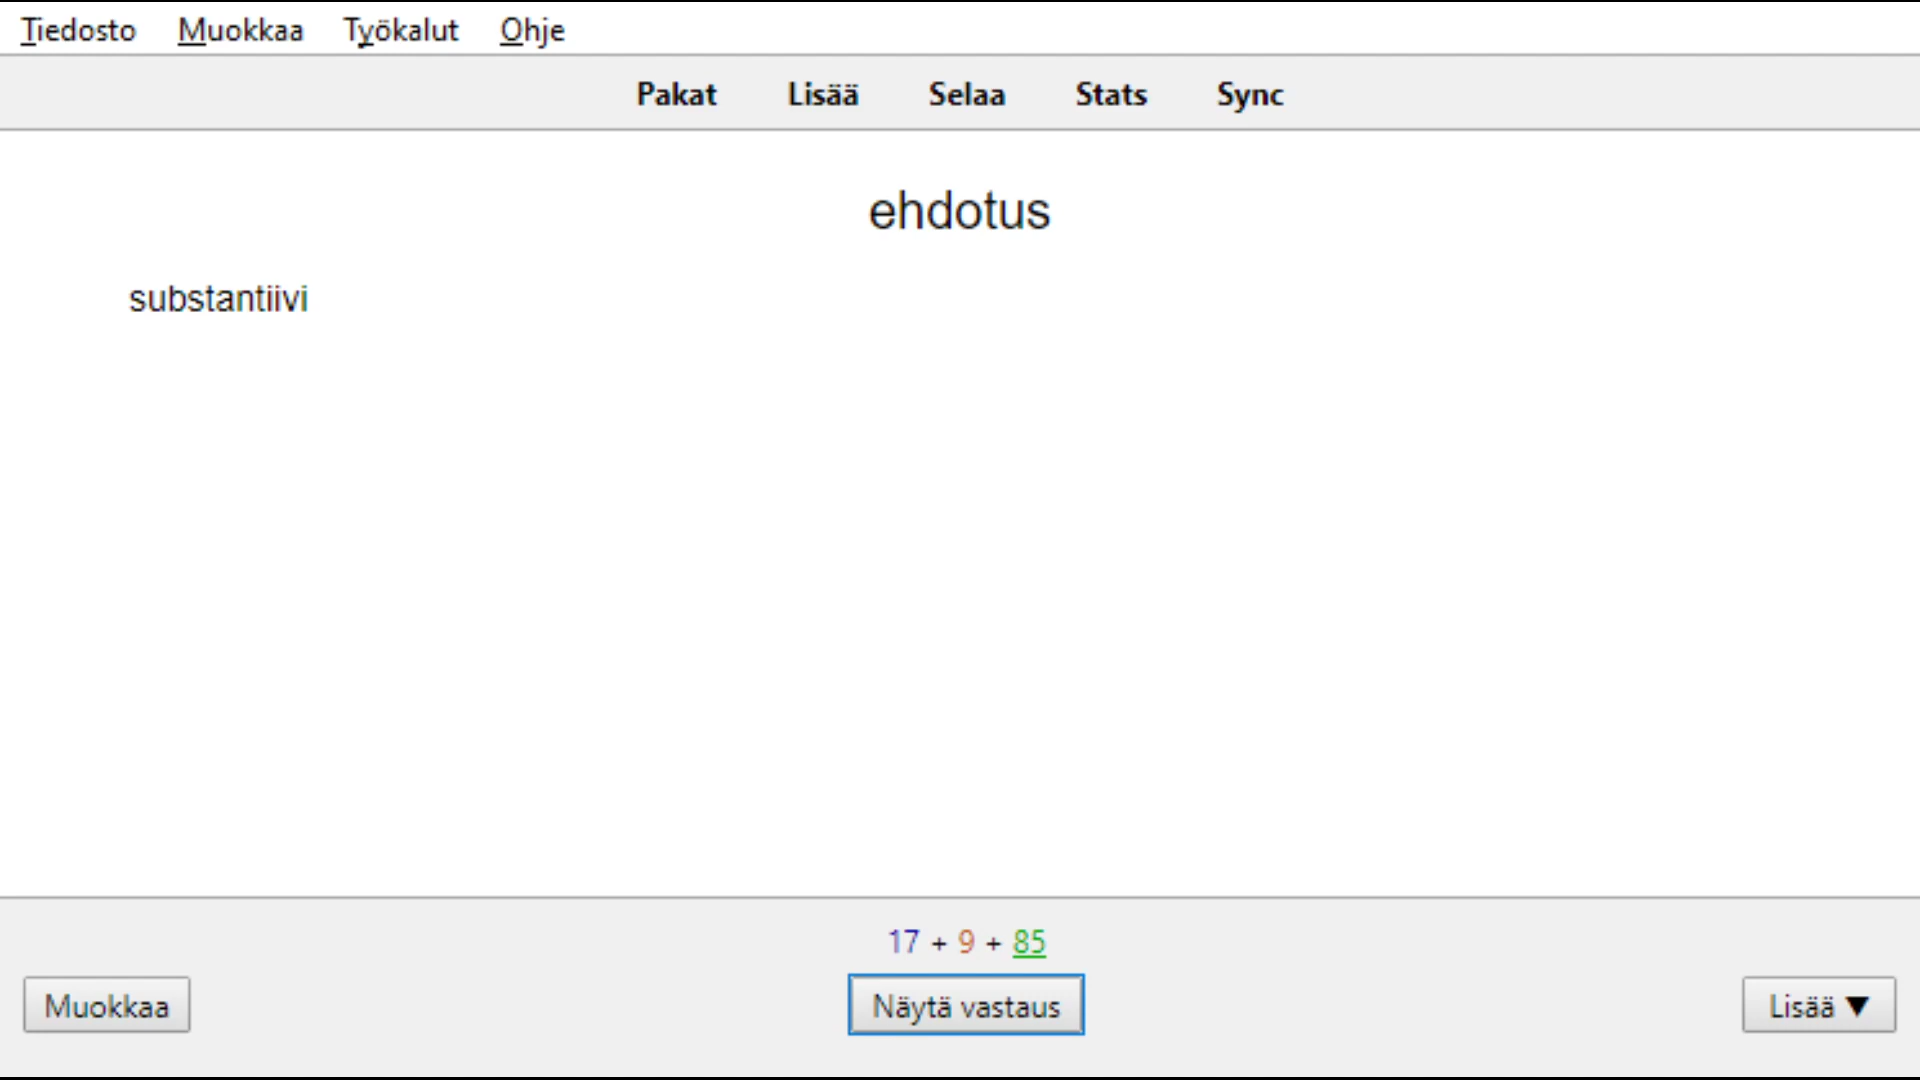 Tiedosto Muokkaa Työkalut Ohje
Pakat Lisää Selaa Stats Sync
ehdotus
substantiivi
17 + 9 + 85
Muokkaa Näytä vastaus Lisää ▼